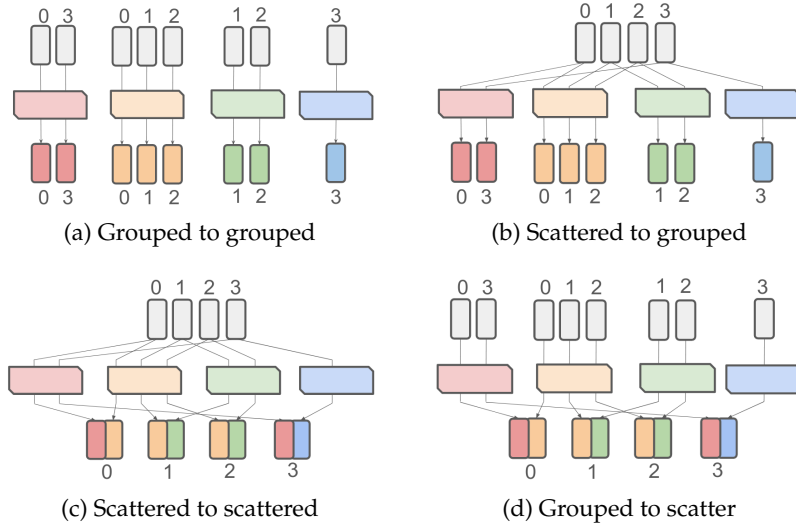 0 3 0 1 2 1 2 3
0 3 0 1 2 1 2 3
(a) Grouped to grouped
0 1 2 3
0 3 0 1 2 1 2 3
(b) Scattered to grouped
0 1 2 3
0 1 2 3
(c) Scattered to scattered
0 3 0 1 2 1 2 3
0 1 2 3
(d) Grouped to scatter